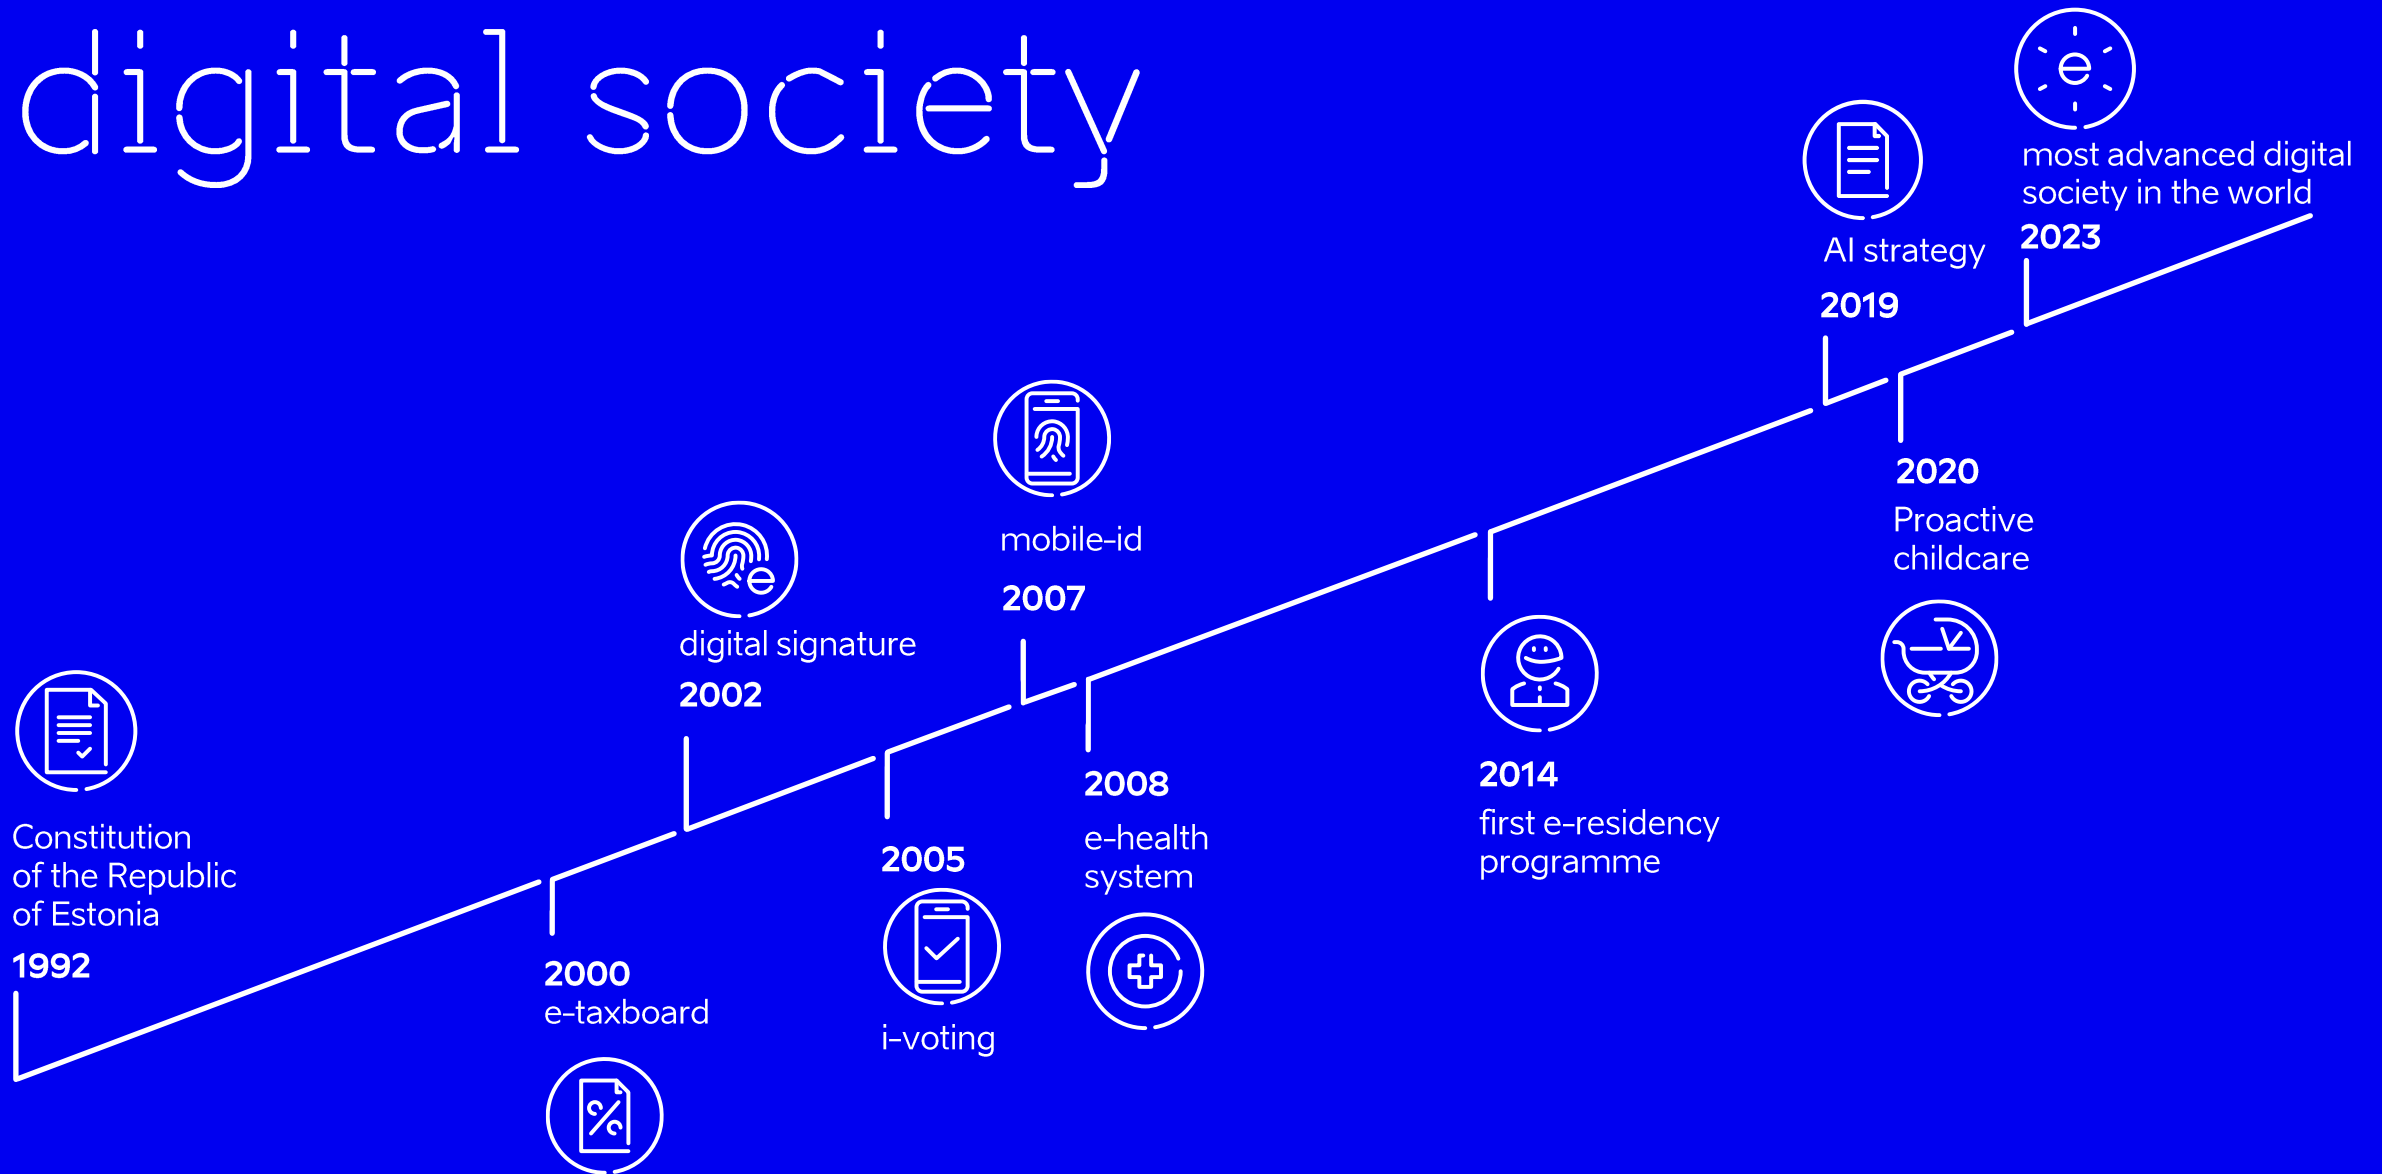 digital society
Constitution
of the Republic
of Estonia
1992
2000
e-taxboard
digital signature
2002
2005
i-voting
mobile-id
2007
2008
e-health
system
2014
first e-residency
programme
AI strategy
2019
2020
Proactive
childcare
e
most advanced digital
society in the world
2023